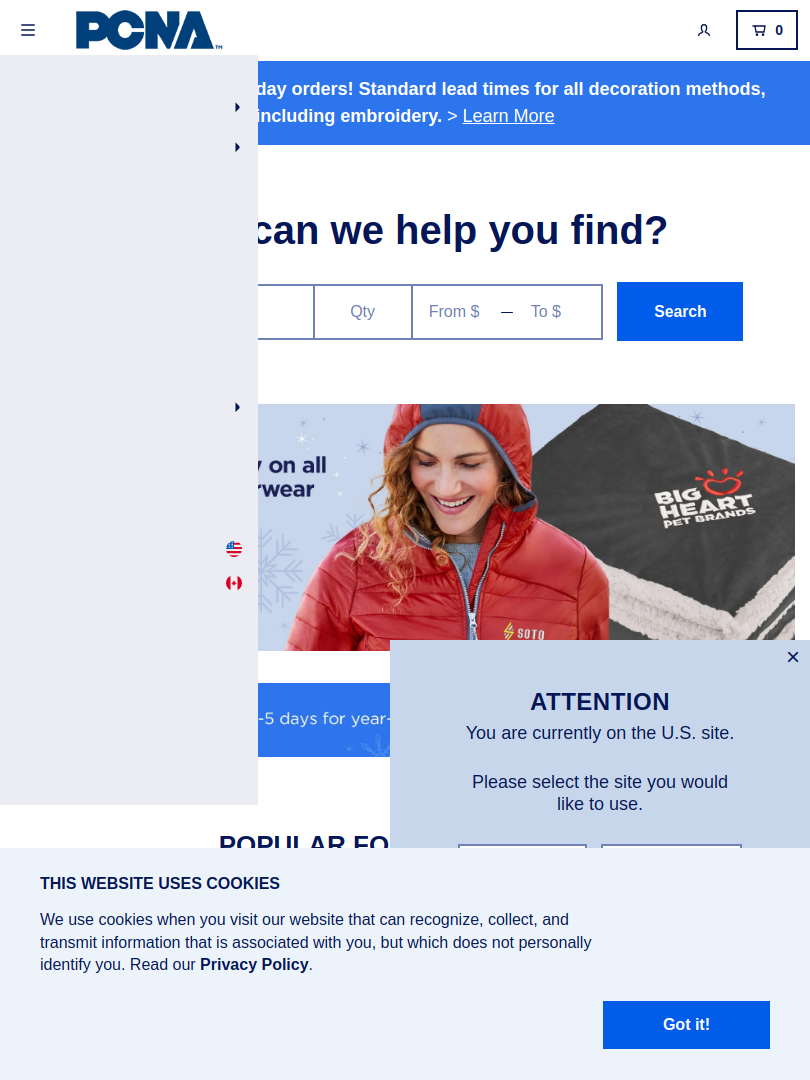 PCNA™
0
day orders! Standard lead times for all decoration methods,
including embroidery. > Learn More
can we help you find?
Qty
From $ — To $
Search
on all
BIG
HEART
PET BRANDS
SOTO
-5 days for year-
ATTENTION
You are currently on the U.S. site.
Please select the site you would
like to use.
POPULAR FO
THIS WEBSITE USES COOKIES
We use cookies when you visit our website that can recognize, collect, and
transmit information that is associated with you, but which does not personally
identify you. Read our Privacy Policy.
Got it!